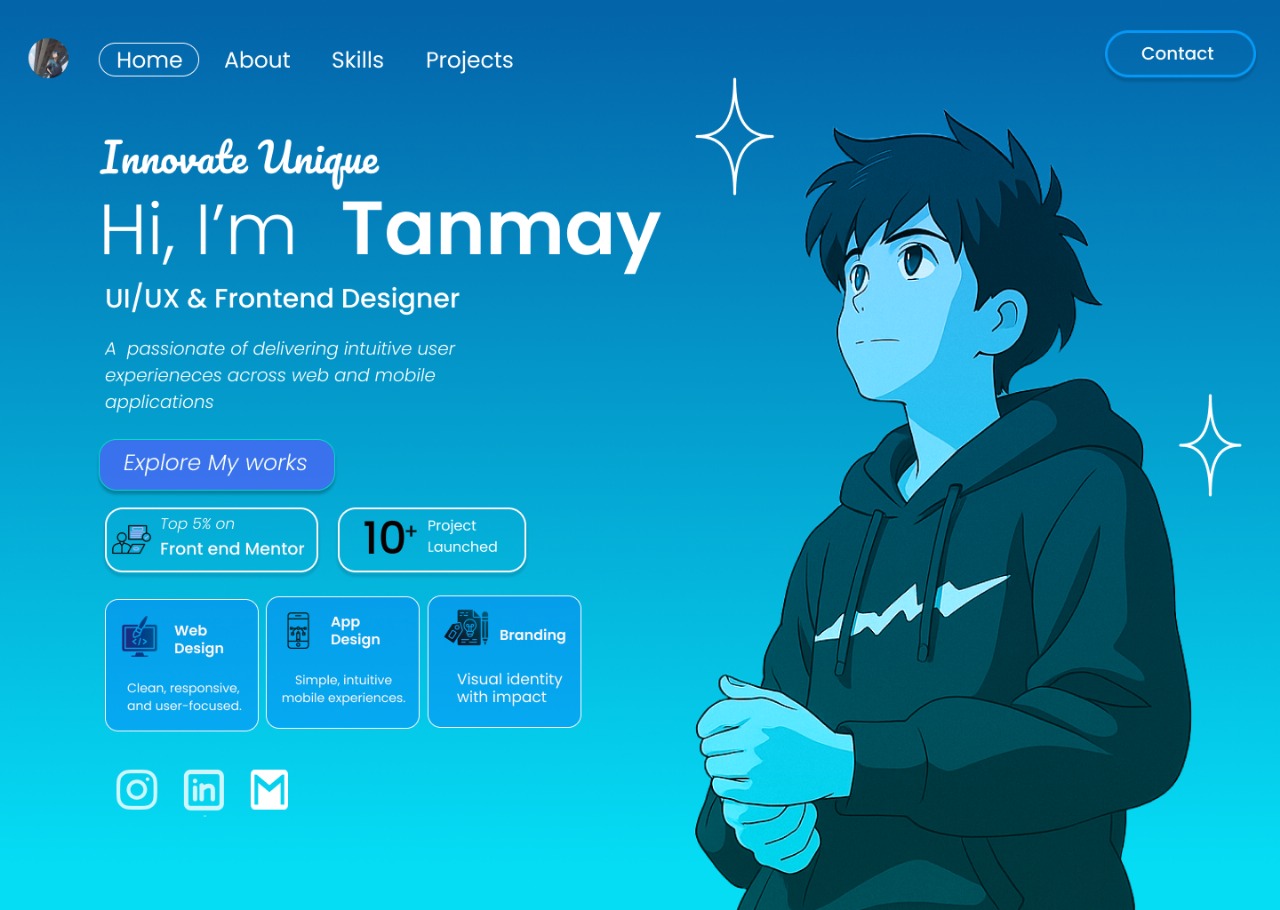 Home About Skills Projects Contact
Innovate Unique
Hi, I'm Tanmay
UI/UX & Frontend Designer
A passionate of delivering intuitive user
experieneces across web and mobile
applications
Explore My works
Top 5% on
Front end Mentor
10+ Project
Launched
Web
Design
Clean, responsive,
and user-focused.
App
Design
Simple, intuitive
mobile experiences.
Branding
Visual identity
with impact
in